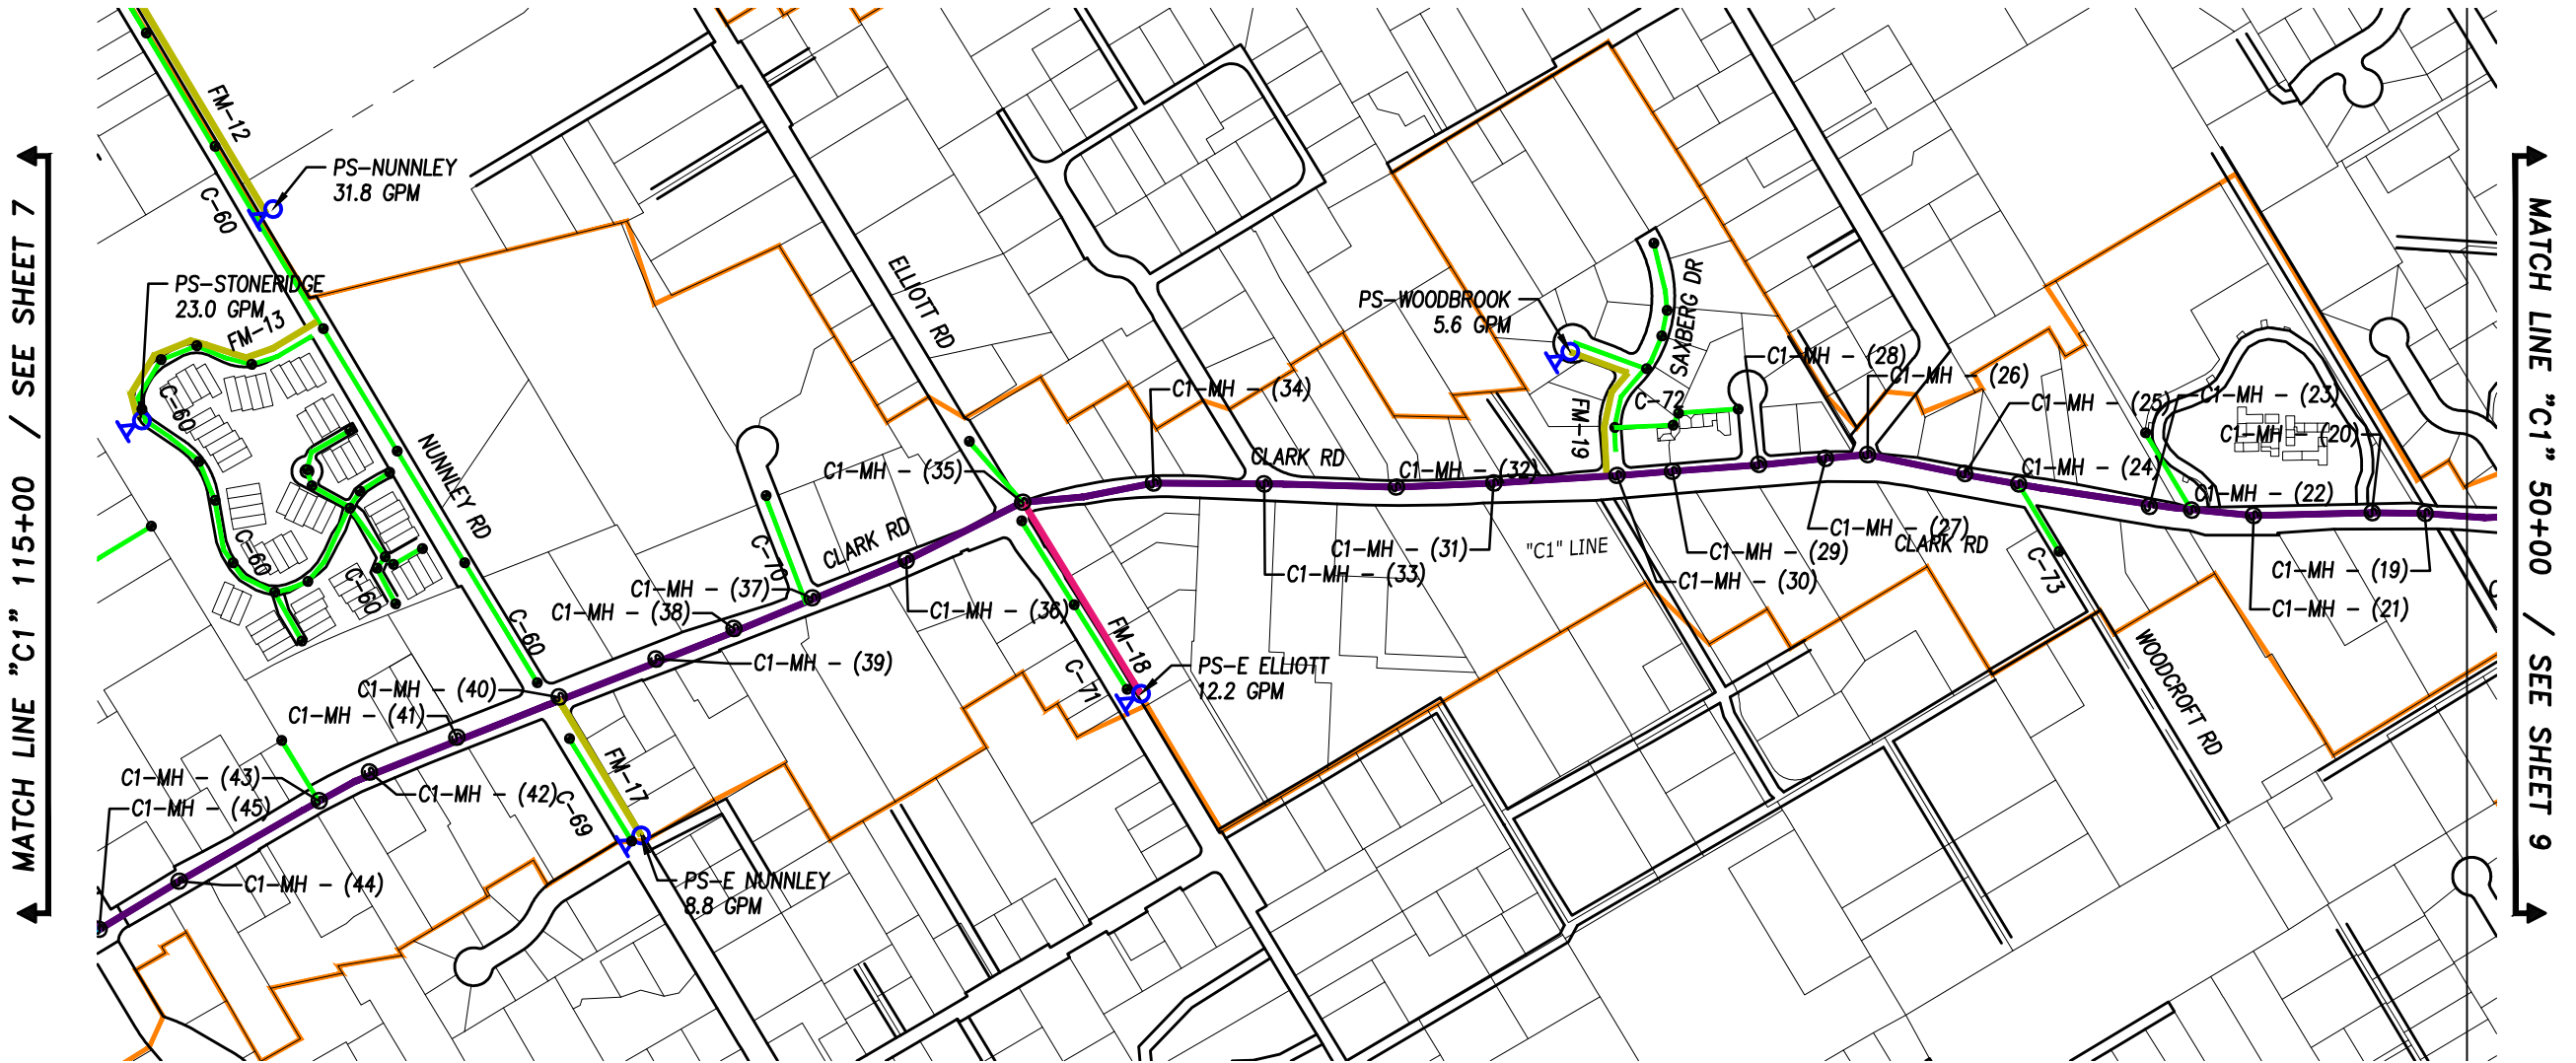 MATCH LINE "C1" 115+00 / SEE SHEET 7
FM-12
C-60
PS-NUNNLEY
31.8 GPM
PS-STONERIDGE
23.0 GPM
FM-13
C-60
C-60
C-60
NUNNLEY RD
C-60
ELLIOTT RD
C1-MH - (35)
C-70
CLARK RD
C1-MH - (37)
C1-MH - (38)
C1-MH - (36)
C1-MH - (39)
C1-MH - (40)
C1-MH - (41)
C1-MH - (43)
C1-MH - (45)
C1-MH - (42)
C1-MH - (44)
C-69
FM-17
PS-E NUNNLEY
8.8 GPM
C-71
FM-18
PS-E ELLIOTT
12.2 GPM
C1-MH - (34)
CLARK RD
C1-MH - (32)
C1-MH - (31)
C1-MH - (33)
"C1" LINE
PS-WOODBROOK
5.6 GPM
SAXBERG DR
C-72
FM-19
C1-MH - (28)
C1-MH - (26)
C1-MH - (25)
C1-MH - (23)
C1-MH - (20)
C1-MH - (24)
C1-MH - (22)
C1-MH - (27)
CLARK RD
C1-MH - (29)
C1-MH - (30)
C-73
C1-MH - (19)
C1-MH - (21)
WOODCROFT RD
MATCH LINE "C1" 50+00 / SEE SHEET 9